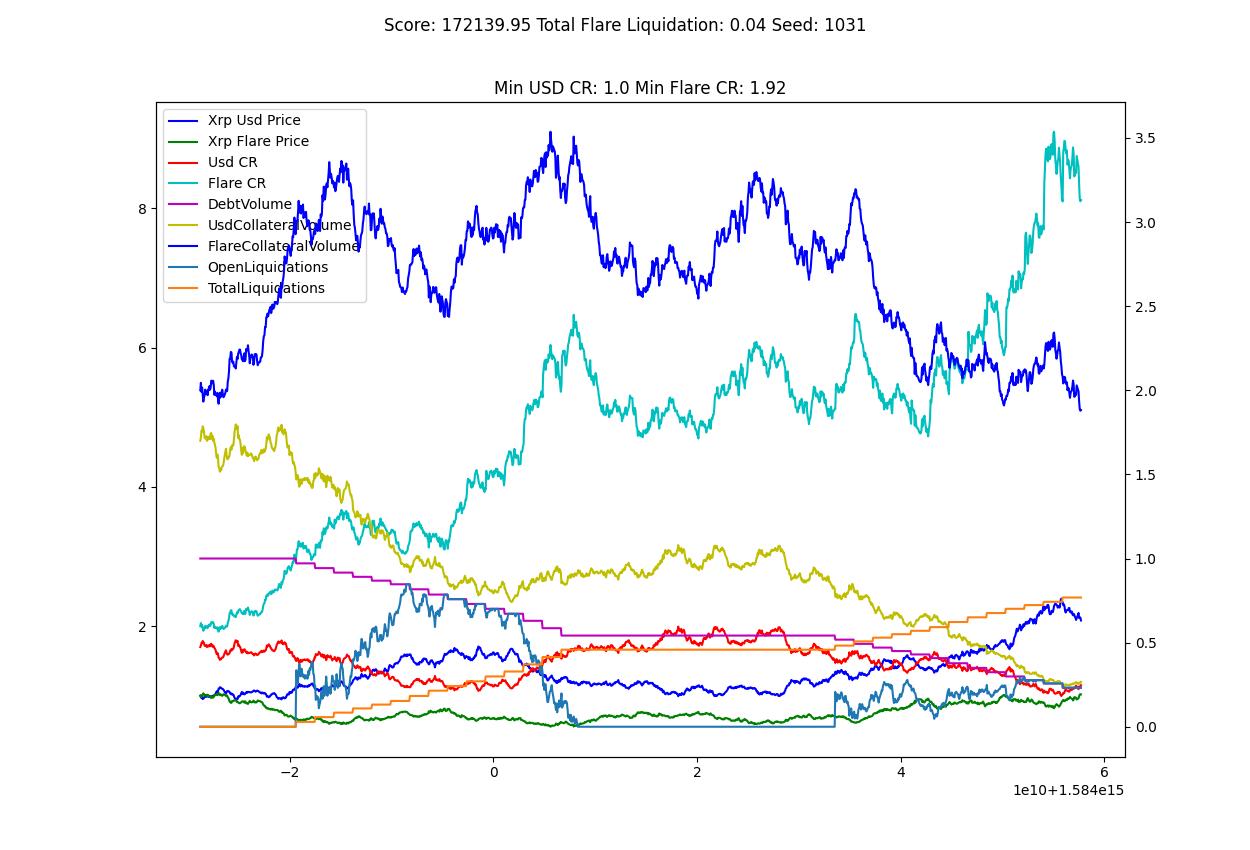 Score: 172139.95 Total Flare Liquidation: 0.04 Seed: 1031
Min USD CR: 1.0 Min Flare CR: 1.92
Xrp Usd Price
Xrp Flare Price
Usd CR
Flare CR
DebtVolume
UsdCollateralVolume
FlareCollateralVolume
OpenLiquidations
TotalLiquidations
8
6
4
2
3.5
3.0
2.5
2.0
1.5
1.0
0.5
0.0
−2 0 2 4 6
1e10+1.584e15